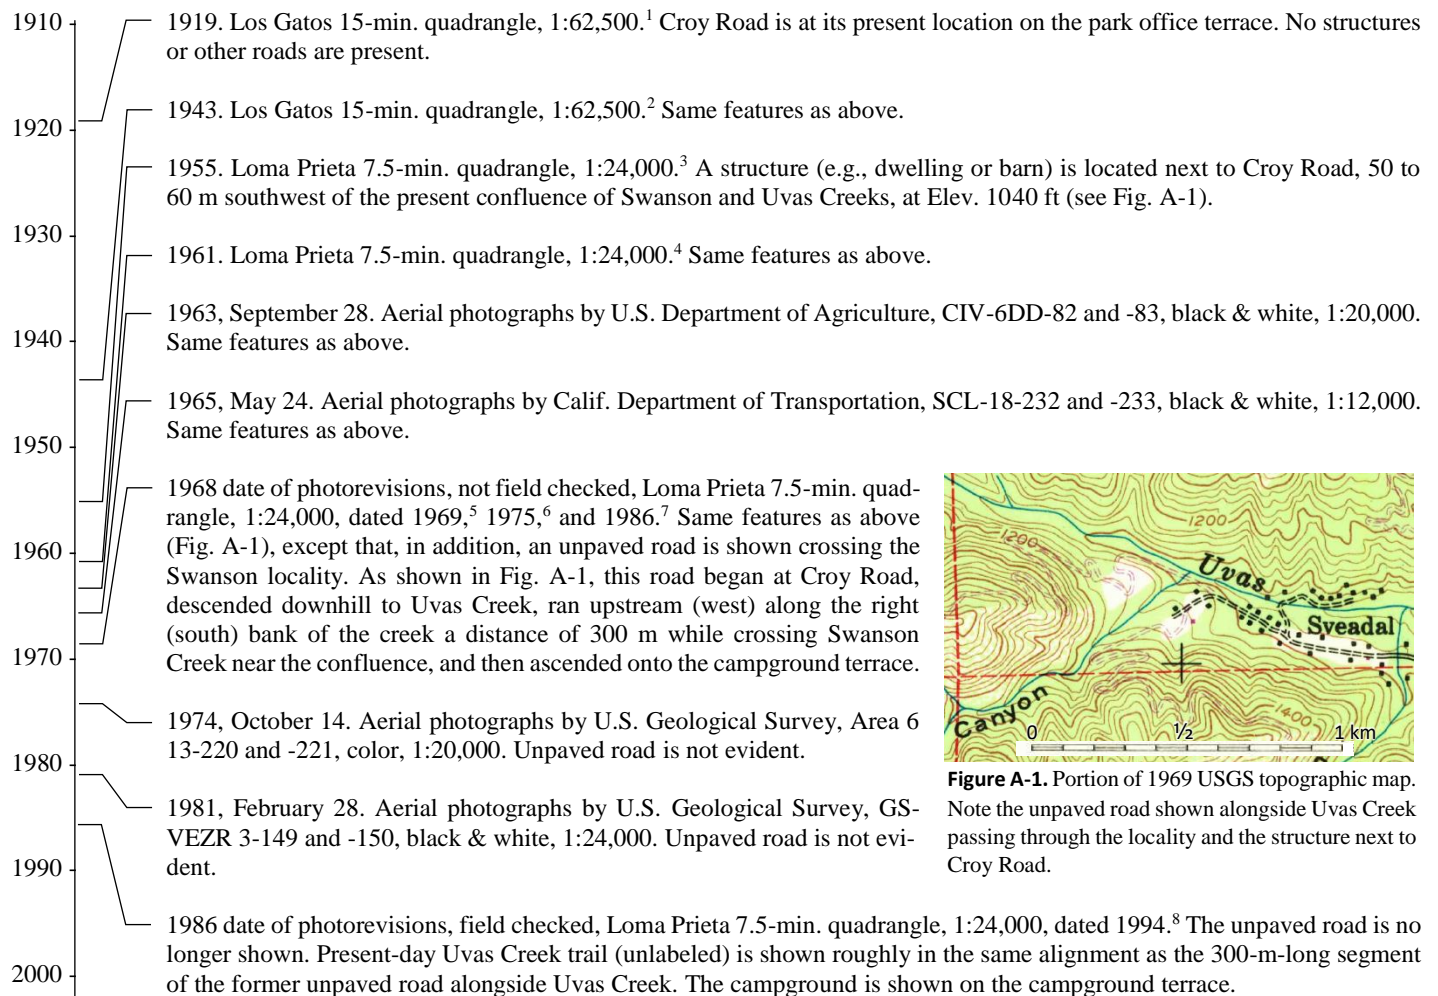 1910
1919. Los Gatos 15-min. quadrangle, 1:62,500.1 Croy Road is at its present location on the park office terrace. No structures
or other roads are present.
1943. Los Gatos 15-min. quadrangle, 1:62,500.2 Same features as above.
1920
1955. Loma Prieta 7.5-min. quadrangle, 1:24,000.3 A structure (e.g., dwelling or barn) is located next to Croy Road, 50 to
60 m southwest of the present confluence of Swanson and Uvas Creeks, at Elev. 1040 ft (see Fig. A-1).
1930
1961. Loma Prieta 7.5-min. quadrangle, 1:24,000.4 Same features as above.
1963, September 28. Aerial photographs by U.S. Department of Agriculture, CIV-6DD-82 and -83, black & white, 1:20,000.
Same features as above.
1940
1965, May 24. Aerial photographs by Calif. Department of Transportation, SCL-18-232 and -233, black & white, 1:12,000.
Same features as above.
1950
1968 date of photorevisions, not field checked, Loma Prieta 7.5-min. quad-
rangle, 1:24,000, dated 1969,5 1975,6 and 1986.7 Same features as above
(Fig. A-1), except that, in addition, an unpaved road is shown crossing the
1960
Swanson locality. As shown in Fig. A-1, this road began at Croy Road,
descended downhill to Uvas Creek, ran upstream (west) along the right
(south) bank of the creek a distance of 300 m while crossing Swanson
Creek near the confluence, and then ascended onto the campground terrace.
1970
1974, October 14. Aerial photographs by U.S. Geological Survey, Area 6
13-220 and -221, color, 1:20,000. Unpaved road is not evident.
1980
1981, February 28. Aerial photographs by U.S. Geological Survey, GS-
VEZR 3-149 and -150, black & white, 1:24,000. Unpaved road is not evi-
dent.
1990
1200
1200
Uvas
Sveadal
Canyon
1400
0 ½ 1 km
Figure A-1. Portion of 1969 USGS topographic map.
Note the unpaved road shown alongside Uvas Creek
passing through the locality and the structure next to
Croy Road.
1986 date of photorevisions, field checked, Loma Prieta 7.5-min. quadrangle, 1:24,000, dated 1994.8 The unpaved road is no
longer shown. Present-day Uvas Creek trail (unlabeled) is shown roughly in the same alignment as the 300-m-long segment
of the former unpaved road alongside Uvas Creek. The campground is shown on the campground terrace.
2000